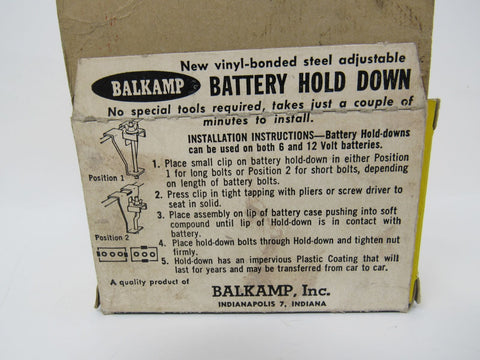 New vinyl-bonded steel adjustable
BALKAMP BATTERY HOLD DOWN
No special tools required, takes just a couple of
minutes to install.
INSTALLATION INSTRUCTIONS—Battery Hold-downs
can be used on both 6 and 12 Volt batteries.
1. Place small clip on battery hold-down in either Position
1 for long bolts or Position 2 for short bolts, depending
on length of battery bolts.
Position 1
2. Press clip in tight tapping with pliers or screw driver to
seat in solid.
3. Place assembly on lip of battery case pushing into soft
compound until lip of Hold-down is in contact with
battery.
Position 2
4. Place hold-down bolts through Hold-down and tighten nut
firmly.
5. Hold-down has an impervious Plastic Coating that will
last for years and may be transferred from car to car.
A quality product of
BALKAMP, Inc.
INDIANAPOLIS 7, INDIANA